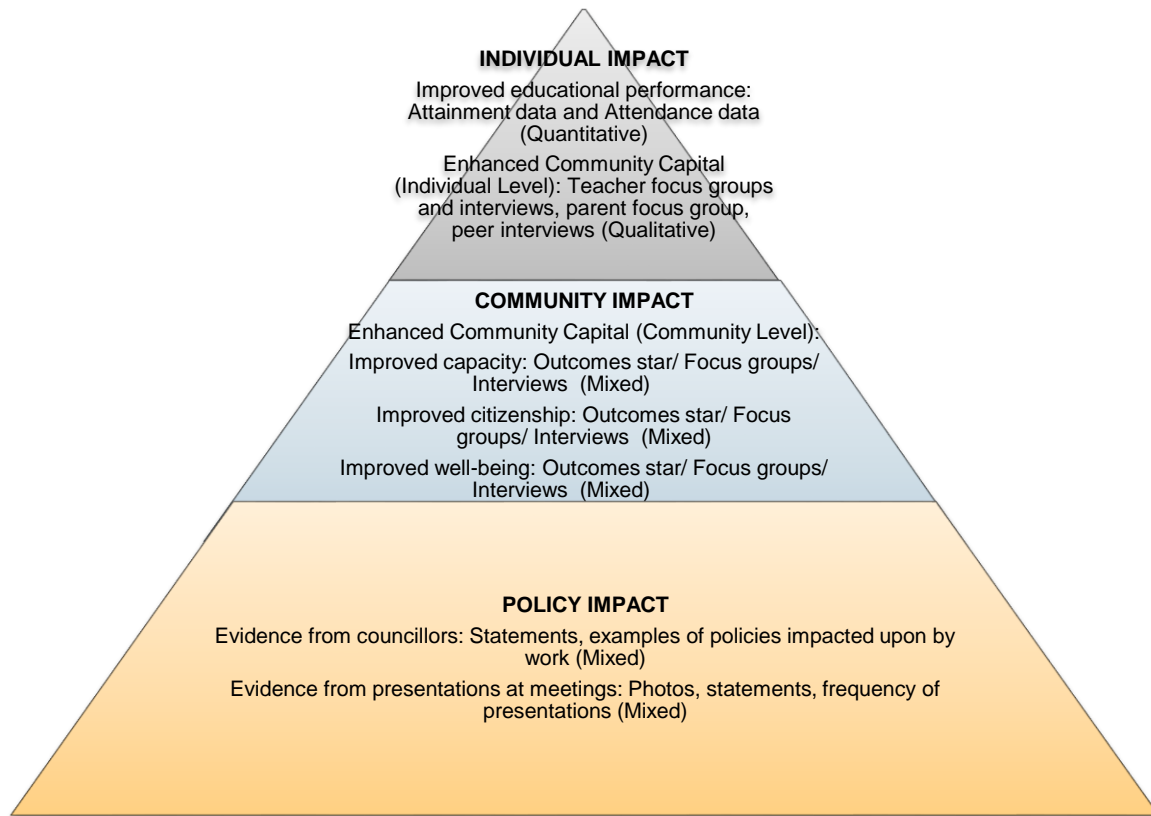 INDIVIDUAL IMPACT
Improved educational performance:
Attainment data and Attendance data
(Quantitative)
Enhanced Community Capital
(Individual Level): Teacher focus groups
and interviews, parent focus group,
peer interviews (Qualitative)
COMMUNITY IMPACT
Enhanced Community Capital (Community Level):
Improved capacity: Outcomes star/ Focus groups/
Interviews  (Mixed)
Improved citizenship: Outcomes star/ Focus
groups/ Interviews  (Mixed)
Improved well-being: Outcomes star/ Focus groups/
Interviews  (Mixed)
POLICY IMPACT
Evidence from councillors: Statements, examples of policies impacted upon by
work (Mixed)
Evidence from presentations at meetings: Photos, statements, frequency of
presentations (Mixed)